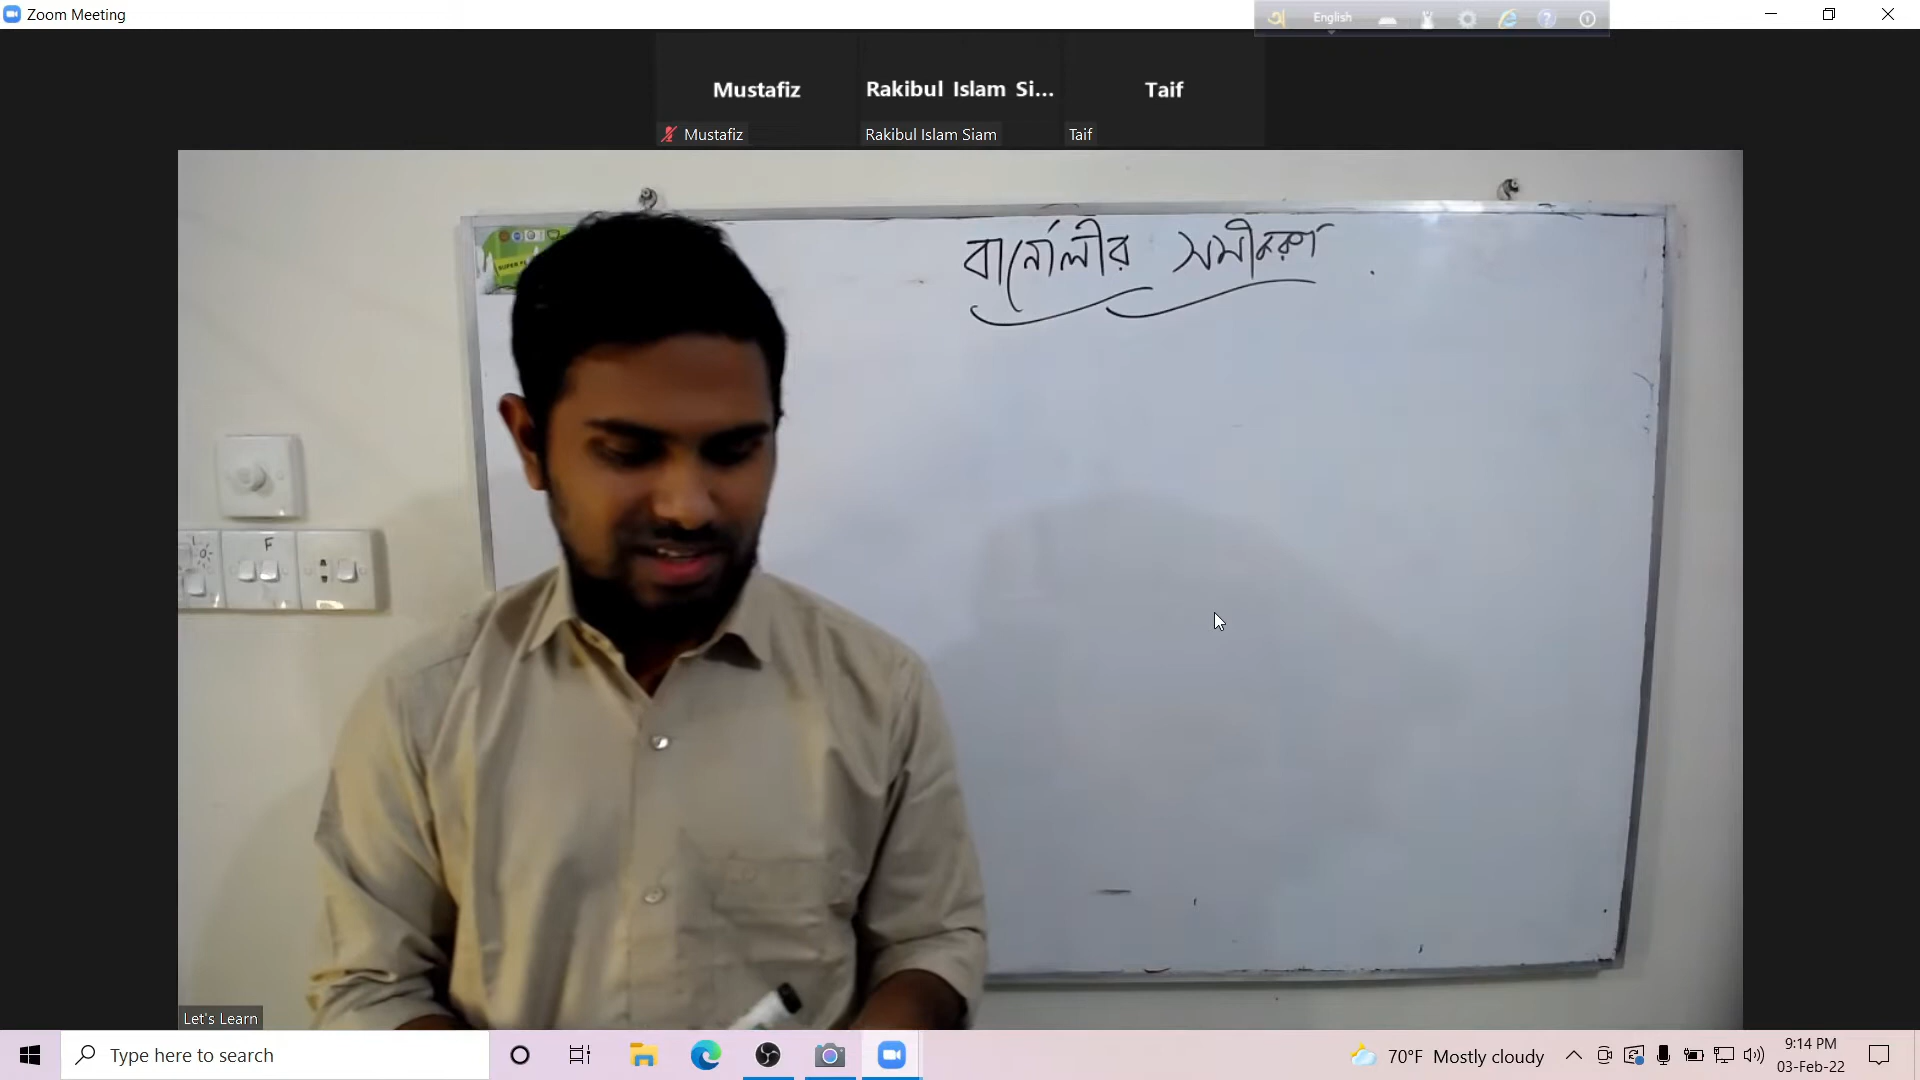 Zoom Meeting
English
Mustafiz
Rakibul Islam Si...
Taif
Mustafiz
Rakibul Islam Siam
Taif
বার্নোলীর সমীকরণ
F
Let's Learn
Type here to search
70°F Mostly cloudy
9:14 PM
03-Feb-22